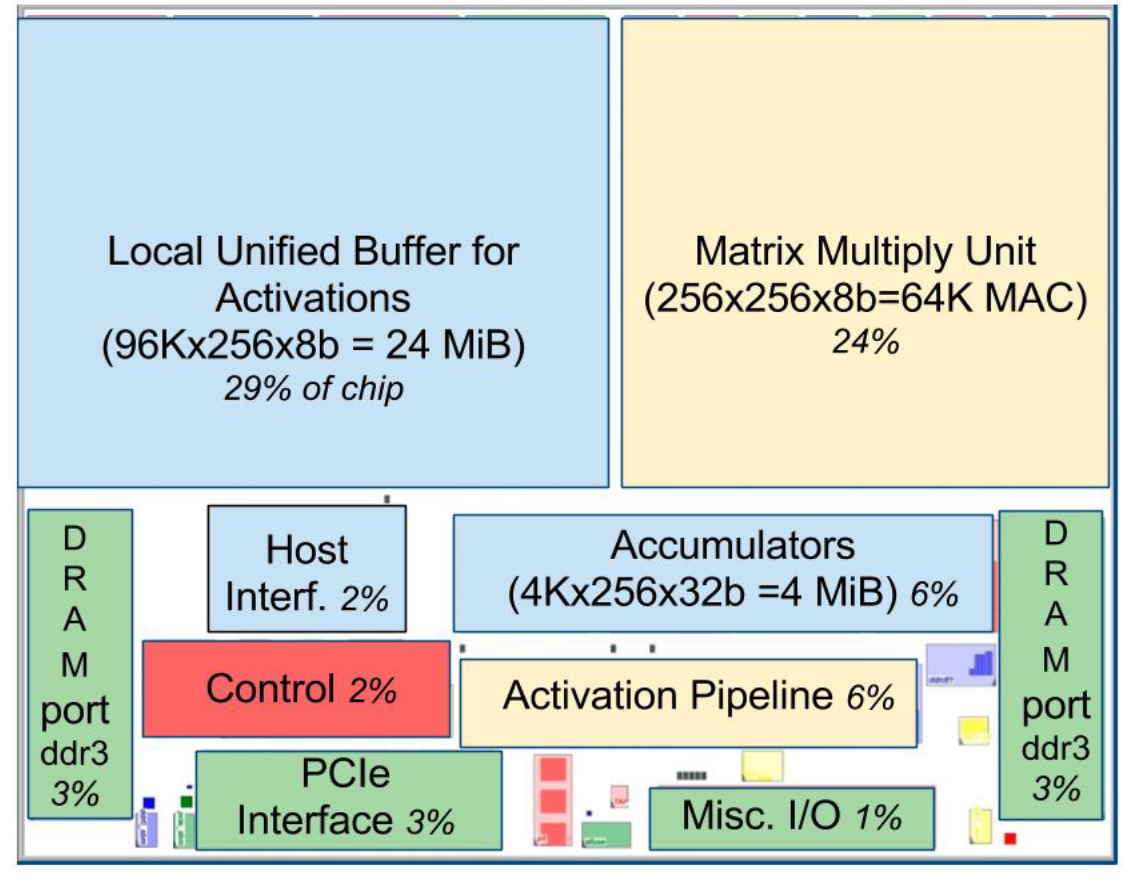 Local Unified Buffer for
Activations
(96Kx256x8b = 24 MiB)
29% of chip
Matrix Multiply Unit
(256x256x8b=64K MAC)
24%
D
R
A
M
port
ddr3
3%
Host
Interf. 2%
Accumulators
(4Kx256x32b =4 MiB) 6%
Control 2%
Activation Pipeline 6%
PCIe
Interface 3%
Misc. I/O 1%
D
R
A
M
port
ddr3
3%